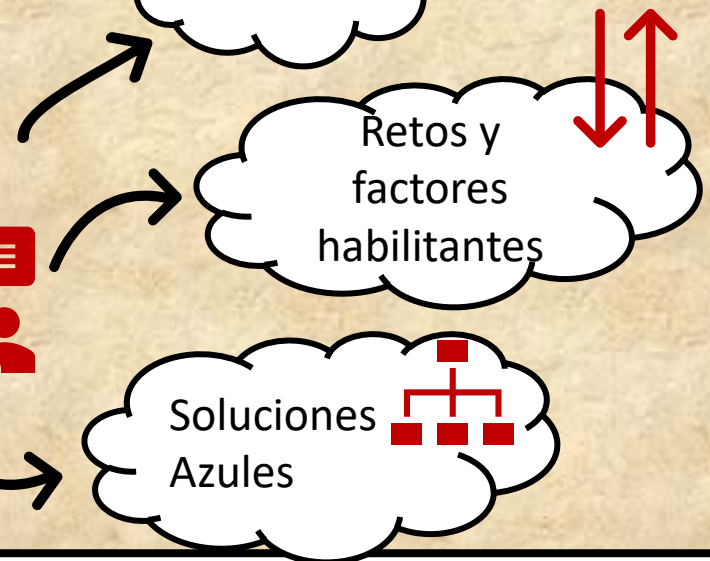 Retos y
factores
habilitantes
Soluciones
Azules